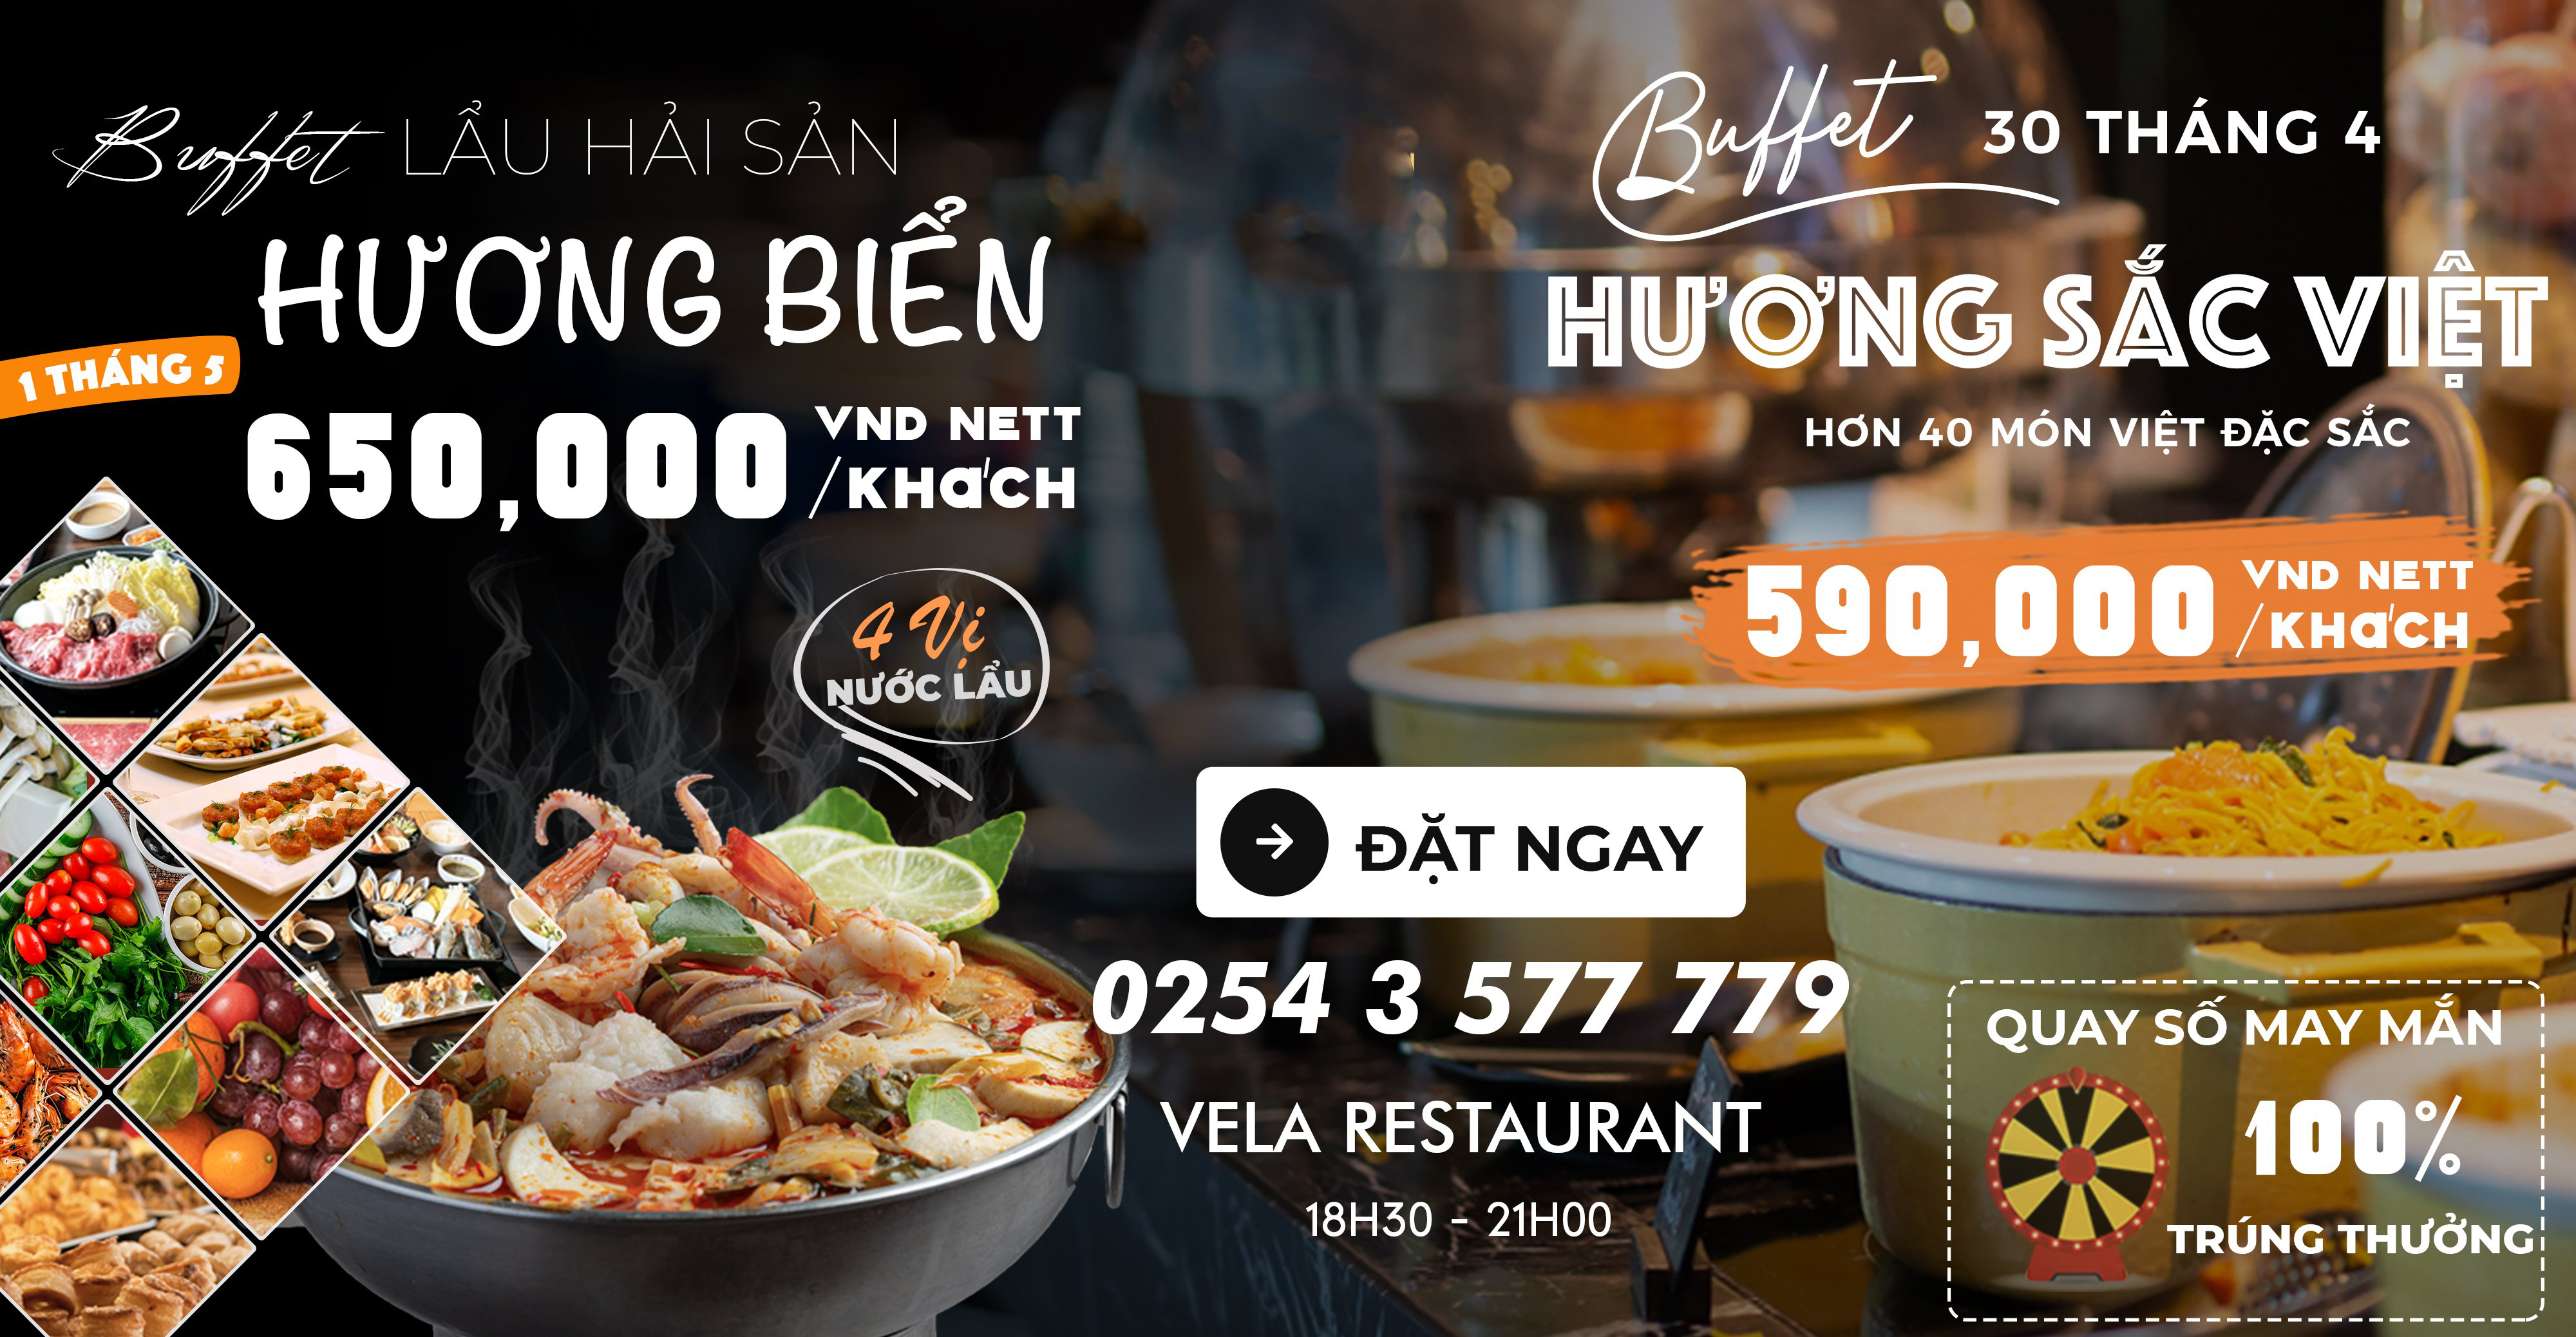 Buffet LẨU HẢI SẢN
HƯƠNG BIỂN
1 THÁNG 5
650,000 VND NETT
/KHÁCH
4 Vị
NƯỚC LẨU
Buffet 30 THÁNG 4
HƯƠNG SẮC VIỆT
HƠN 40 MÓN VIỆT ĐẶC SẮC
590,000 VND NETT
/KHÁCH
ĐẶT NGAY
0254 3 577 779
VELA RESTAURANT
18H30 - 21H00
QUAY SỐ MAY MẮN
100%
TRÚNG THƯỞNG